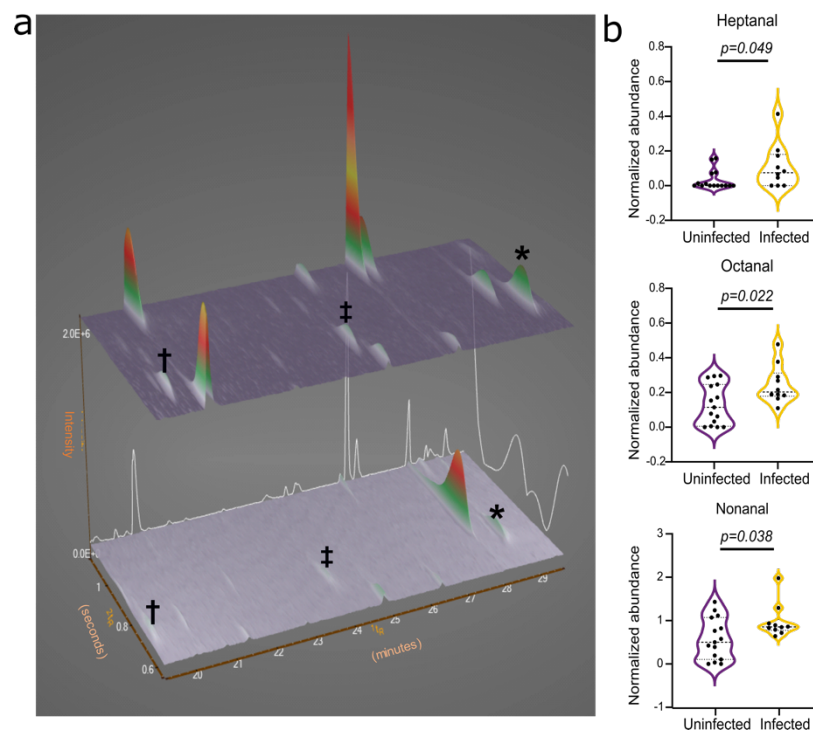 a
*
‡
†
2.0E+6
Intensity
*
‡
†
0.0E+
1
0.8
0.6
(seconds)
20
21
22
23
24
25
26
27
28
29
(minutes)
b
Heptanal
p=0.049
Normalized abundance
0.8
0.6
0.4
0.2
0.0
-0.2
Uninfected Infected
Octanal
p=0.022
Normalized abundance
0.8
0.6
0.4
0.2
0.0
-0.2
Uninfected Infected
Nonanal
p=0.038
Normalized abundance
3
2
1
0
-1
Uninfected Infected